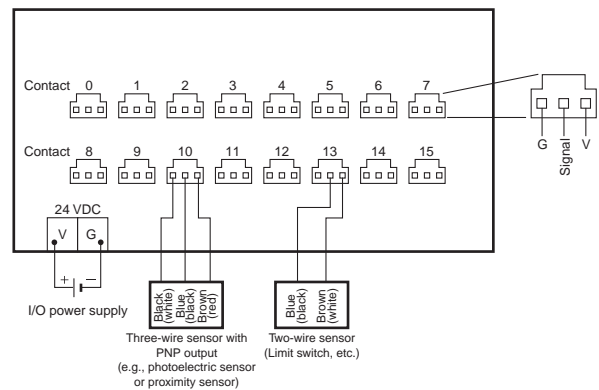 Contact 0 1 2 3 4 5 6 7
G Signal V
Contact 8 9 10 11 12 13 14 15
24 VDC
V G
+ −
I/O power supply
Black (white)
Blue (black)
Brown (red)
Three-wire sensor with
PNP output
(e.g., photoelectric sensor
or proximity sensor)
Blue (black)
Brown (white)
Two-wire sensor
(Limit switch, etc.)